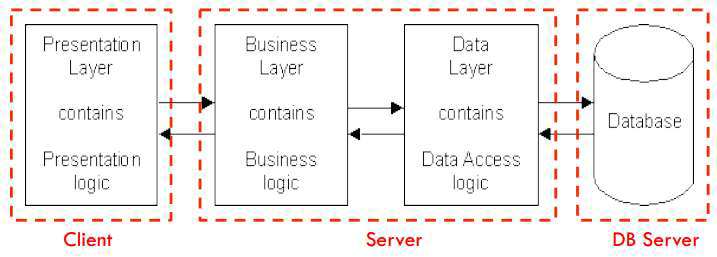 Presentation
Layer
contains
Presentation
logic
Business
Layer
contains
Business
logic
Data
Layer
contains
Data Access
logic
Database
Client
Server
DB Server